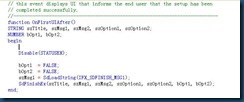 // this event displays UI that informs the end user that the setup has been
// completed successfully.
//---------------------------------------------------------------------------
function OnFirstUIAfter()
STRING szTitle, szMsg1, szMsg2, szOption1, szOption2;
NUMBER bOpt1, bOpt2;
begin
Disable(STATUSEX);
bOpt1 = FALSE;
bOpt2 = FALSE;
szMsg1 = SdLoadString(IFX_SDFINISH_MSG1);
SdFinishEx(szTitle, szMsg1, szMsg2, szOption1, szOption2, bOpt1, bOpt2);
end;